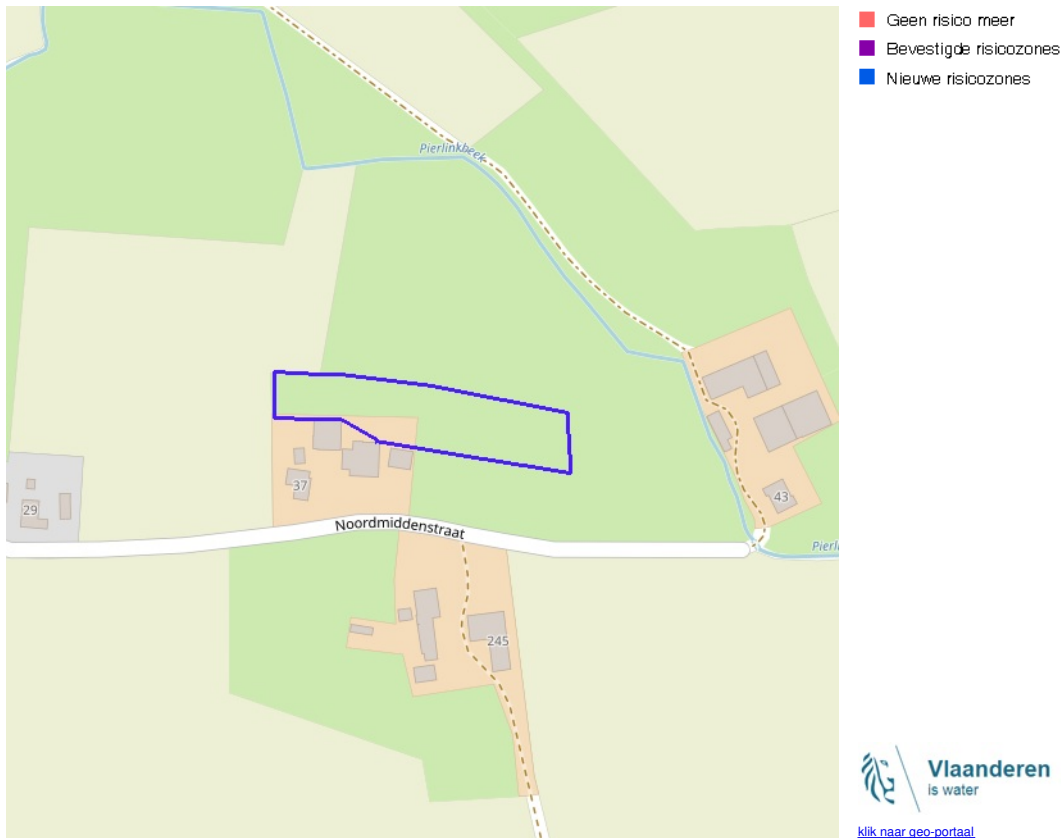 Geen risico meer
Bevestigde risicozones
Nieuwe risicozones
Pierlinkbeek
37
29
43
Noordmiddenstraat
Pierli
245
Vlaanderen
is water
klik naar geo-portaal